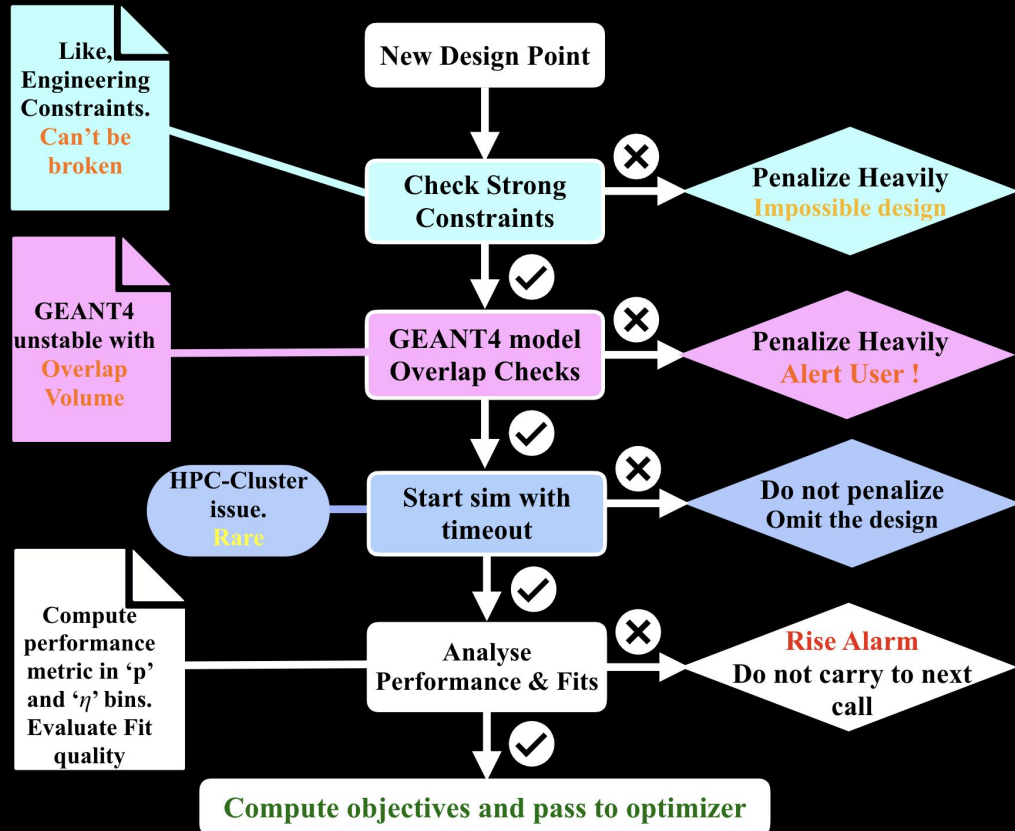 Like,
Engineering
Constraints.
Can't be
broken
New Design Point
Check Strong
Constraints
Penalize Heavily
Impossible design
GEANT4
unstable with
Overlap
Volume
GEANT4 model
Overlap Checks
Penalize Heavily
Alert User !
HPC-Cluster
issue.
Rare
Start sim with
timeout
Do not penalize
Omit the design
Compute
performance
metric in ‘p’
and ‘η’ bins.
Evaluate Fit
quality
Analyse
Performance & Fits
Rise Alarm
Do not carry to next
call
Compute objectives and pass to optimizer